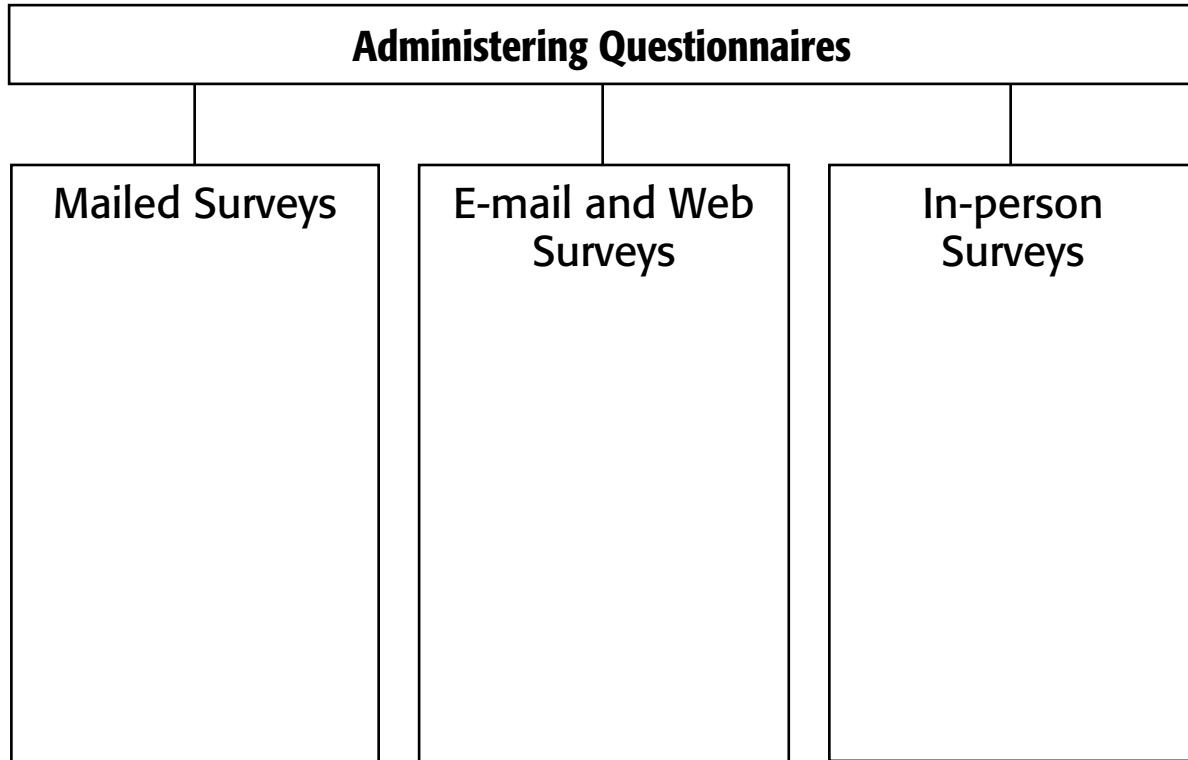 Administering Questionnaires
Mailed Surveys
E-mail and Web
Surveys
In-person
Surveys